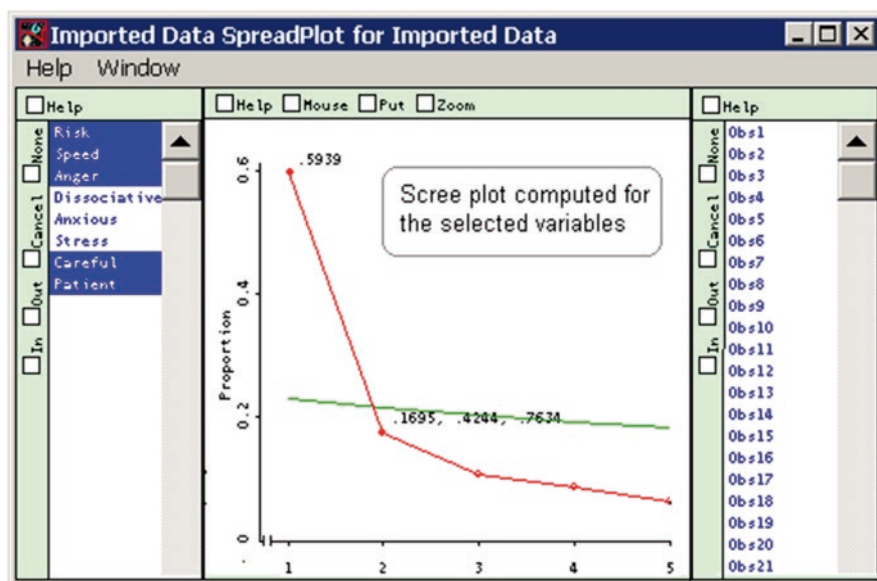 Imported Data SpreadPlot for Imported Data
Help Window
Help
None
Cancel
Out
In
Risk
Speed
Anger
Dissociative
Anxious
Stress
Careful
Patient
Help Mouse Put Zoom
.5939
Scree plot computed for
the selected variables
.1695, .4244, .7634
Proportion
0.6
0.4
0.2
0
1 2 3 4 5
Help
None
Cancel
Out
In
Obs1
Obs2
Obs3
Obs4
Obs5
Obs6
Obs7
Obs8
Obs9
Obs10
Obs11
Obs12
Obs13
Obs14
Obs15
Obs16
Obs17
Obs18
Obs19
Obs20
Obs21